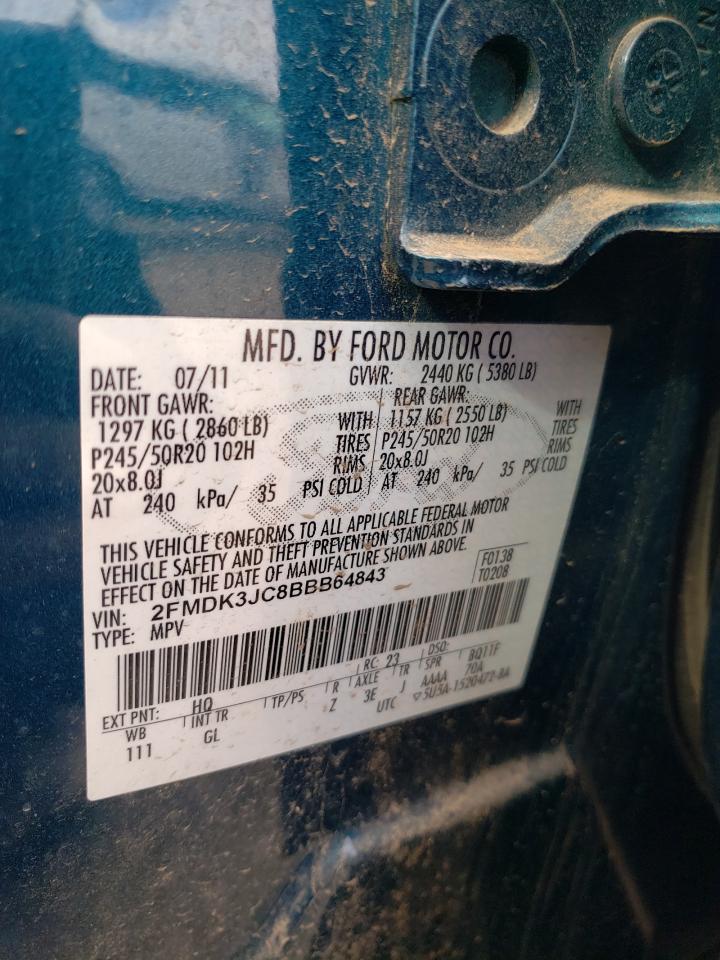 MFD. BY FORD MOTOR CO.
DATE: 07/11 GVWR: 2440 KG ( 5380 LB)
FRONT GAWR: REAR GAWR:
1297 KG ( 2860 LB) WITH 1157 KG ( 2550 LB) WITH
P245/50R20 102H TIRES P245/50R20 102H TIRES
20x8.0J RIMS 20x8.0J RIMS
AT 240 kPa/ 35 PSI COLD AT 240 kPa/ 35 PSI COLD
THIS VEHICLE CONFORMS TO ALL APPLICABLE FEDERAL MOTOR
VEHICLE SAFETY AND THEFT PREVENTION STANDARDS IN
EFFECT ON THE DATE OF MANUFACTURE SHOWN ABOVE.
VIN: 2FMDK3JC8BBB64843 F0138
TYPE: MPV T0208
EXT PNT: HQ RC: 23 DSO:
WB INT TR TP/PS R AXLE TR SPR BQ11F
111 GL Z 3E J AAAA 70A
UTC ▽5U5A-1520472-BA